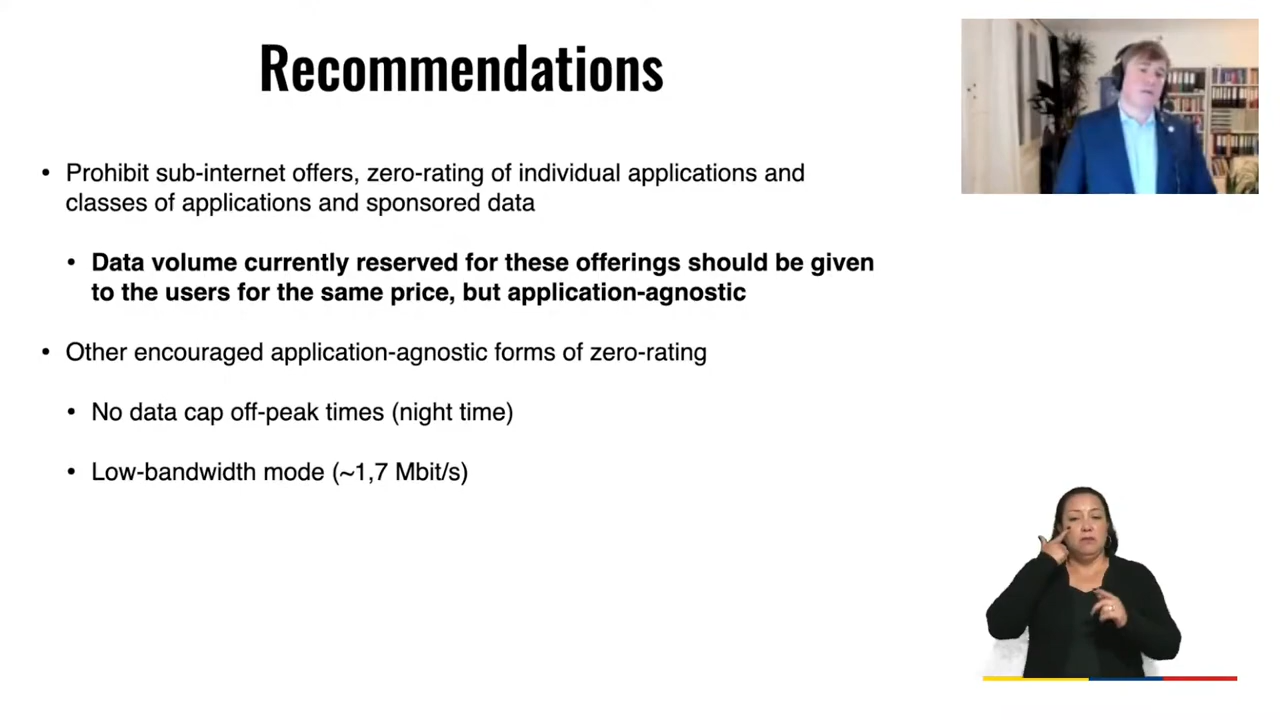 Recommendations
• Prohibit sub-internet offers, zero-rating of individual applications and
classes of applications and sponsored data
• Data volume currently reserved for these offerings should be given
to the users for the same price, but application-agnostic
• Other encouraged application-agnostic forms of zero-rating
• No data cap off-peak times (night time)
• Low-bandwidth mode (~1,7 Mbit/s)